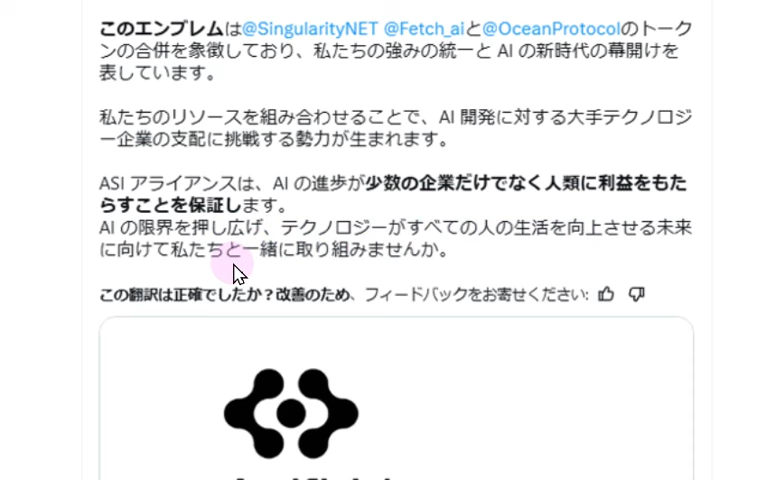 このエンブレムは@SingularityNET @Fetch_aiと@OceanProtocolのトーク
ンの合併を象徴しており、私たちの強みの統一と AI の新時代の幕開けを
表しています。
私たちのリソースを組み合わせることで、AI 開発に対する大手テクノロジ
ー企業の支配に挑戦する勢力が生まれます。
ASI アライアンスは、AI の進歩が少数の企業だけでなく人類に利益をもた
らすことを保証します。
AI の限界を押し広げ、テクノロジーがすべての人の生活を向上させる未来
に向けて私たちと一緒に取り組みませんか。
この翻訳は正確でしたか？改善のため、フィードバックをお寄せください: